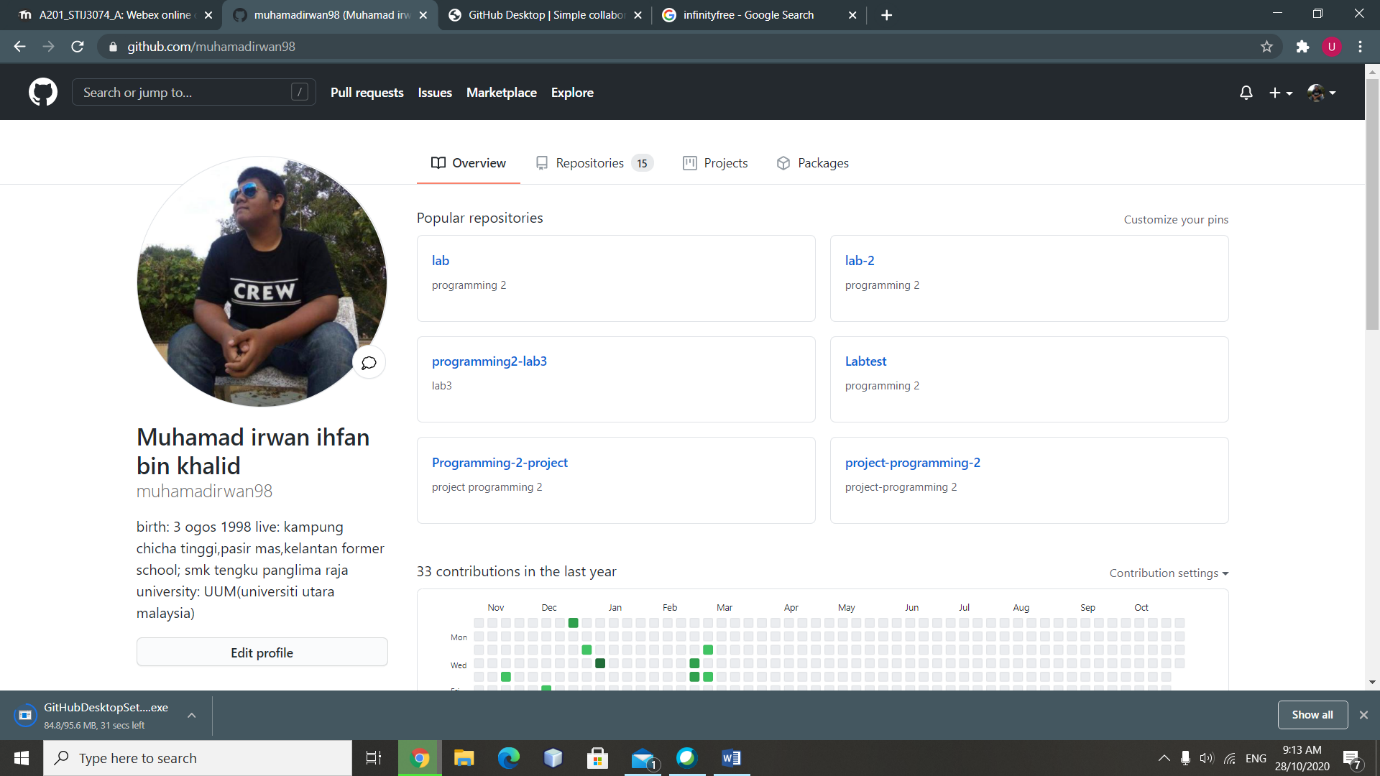 A201_STIJ3074_A: Webex online
muhamadirwan98 (Muhamad irw
GitHub Desktop | Simple collabor
infinityfree - Google Search
github.com/muhamadirwan98
U
Search or jump to...
/
Pull requests
Issues
Marketplace
Explore
Overview
Repositories 15
Projects
Packages
CREW
Muhamad irwan ihfan
bin khalid
muhamadirwan98
birth: 3 ogos 1998 live: kampung
chicha tinggi,pasir mas,kelantan former
school; smk tengku panglima raja
university: UUM(universiti utara
malaysia)
Edit profile
Popular repositories
Customize your pins
lab
programming 2
lab-2
programming 2
programming2-lab3
lab3
Labtest
programming 2
Programming-2-project
project programming 2
project-programming-2
project-programming 2
33 contributions in the last year
Contribution settings
Nov Dec Jan Feb Mar Apr May Jun Jul Aug Sep Oct
Mon
Wed
Fri
GitHubDesktopSet....exe
84.8/95.6 MB, 31 secs left
Show all
Type here to search
1
W
ENG
9:13 AM
28/10/2020
7